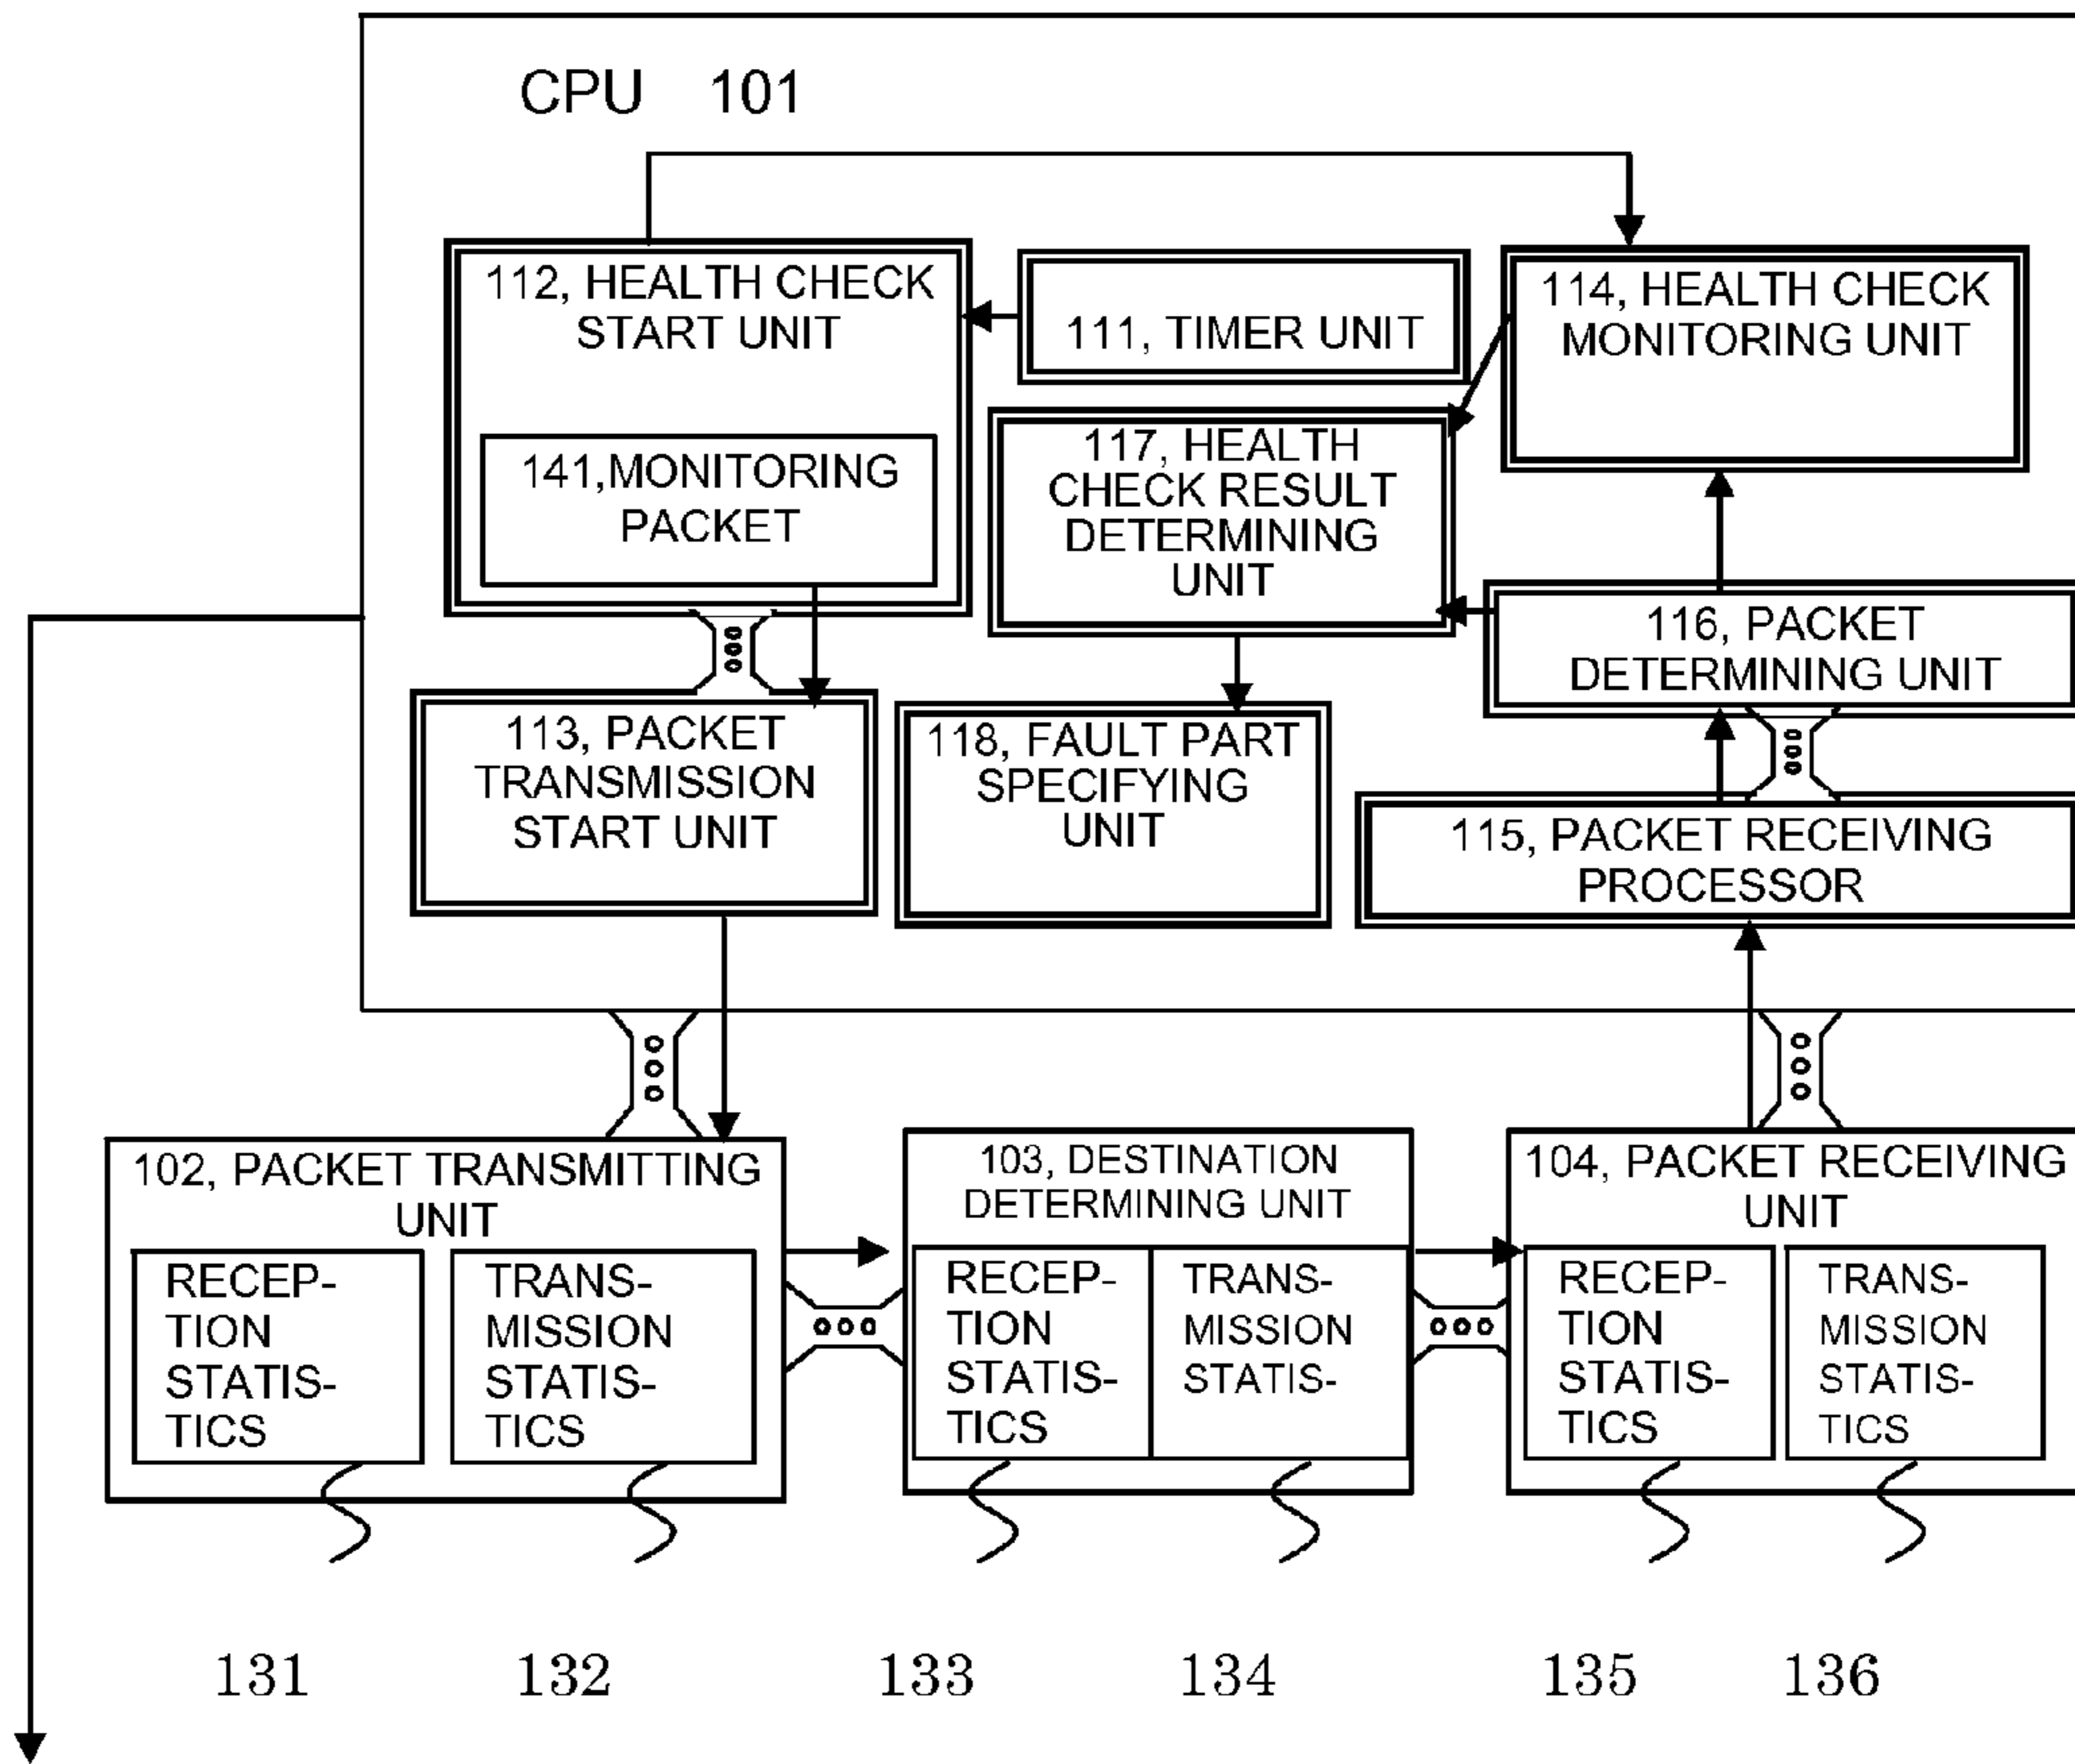 CPU 101
112, HEALTH CHECK
START UNIT
141,MONITORING
PACKET
111, TIMER UNIT
114, HEALTH CHECK
MONITORING UNIT
117, HEALTH
CHECK RESULT
DETERMINING
UNIT
116, PACKET
DETERMINING UNIT
113, PACKET
TRANSMISSION
START UNIT
118, FAULT PART
SPECIFYING
UNIT
115, PACKET RECEIVING
PROCESSOR
102, PACKET TRANSMITTING
UNIT
RECEP-
TION
STATIS-
TICS
TRANS-
MISSION
STATIS-
TICS
103, DESTINATION
DETERMINING UNIT
RECEP-
TION
STATIS-
TICS
TRANS-
MISSION
STATIS-
104, PACKET RECEIVING
UNIT
RECEP-
TION
STATIS-
TICS
TRANS-
MISSION
STATIS-
TICS
131
132
133
134
135
136